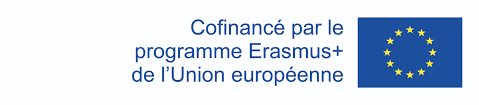 Cofinancé par le
programme Erasmus+
de l’Union européenne